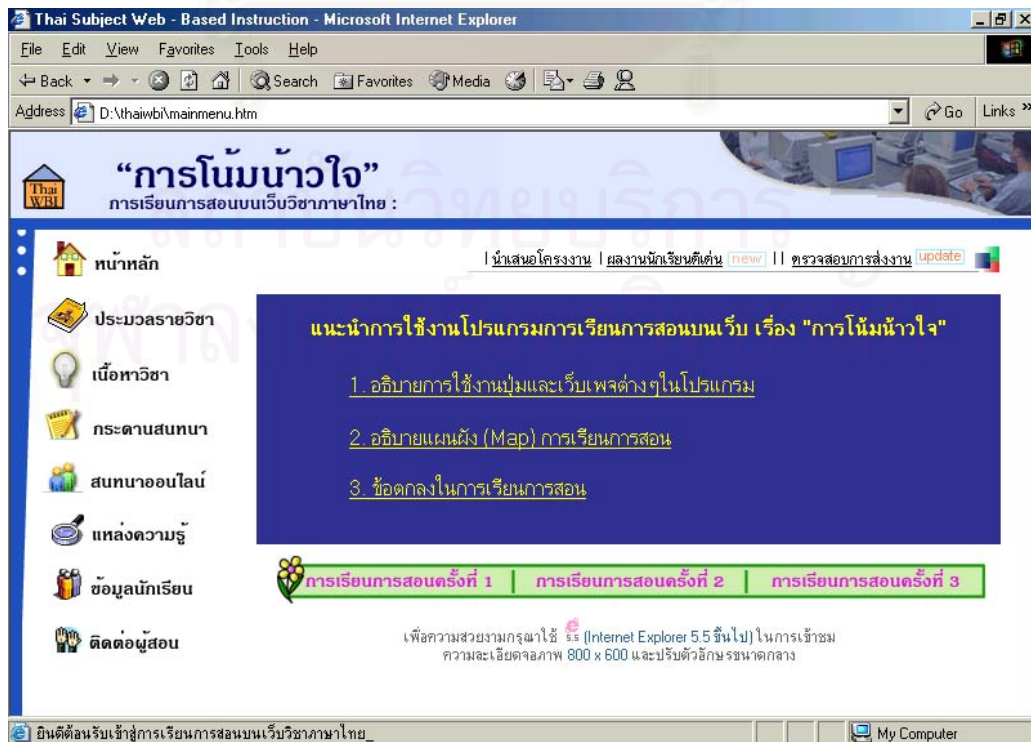 Thai Subject Web - Based Instruction - Microsoft Internet Explorer
File Edit View Favorites Tools Help
Back Search Favorites Media
Address D:\thaiwbi\mainmenu.htm Go Links »
Thai WBI
“การโน้มน้าวใจ”
การเรียนการสอนบนเว็บวิชาภาษาไทย :
| นำเสนอโครงงาน | ผลงานนักเรียนดีเด่น new || ตรวจสอบการส่งงาน update
หน้าหลัก
ประมวลรายวิชา
เนื้อหาวิชา
กระดานสนทนา
สนทนาออนไลน์
แหล่งความรู้
ข้อมูลนักเรียน
ติดต่อผู้สอน
แนะนำการใช้งานโปรแกรมการเรียนการสอนบนเว็บ เรื่อง "การโน้มน้าวใจ"
1. อธิบายการใช้งานปุ่มและเว็บเพจต่างๆในโปรแกรม
2. อธิบายแผนผัง (Map) การเรียนการสอน
3. ข้อตกลงในการเรียนการสอน
การเรียนการสอนครั้งที่ 1 | การเรียนการสอนครั้งที่ 2 | การเรียนการสอนครั้งที่ 3
เพื่อความสวยงามกรุณาใช้ e 5.5 (Internet Explorer 5.5 ขึ้นไป) ในการเข้าชม
ความละเอียดจอภาพ 800 x 600 และปรับตัวอักษรขนาดกลาง
ยินดีต้อนรับเข้าสู่การเรียนการสอนบนเว็บวิชาภาษาไทย_
My Computer
สถาบันวิทยบริการ